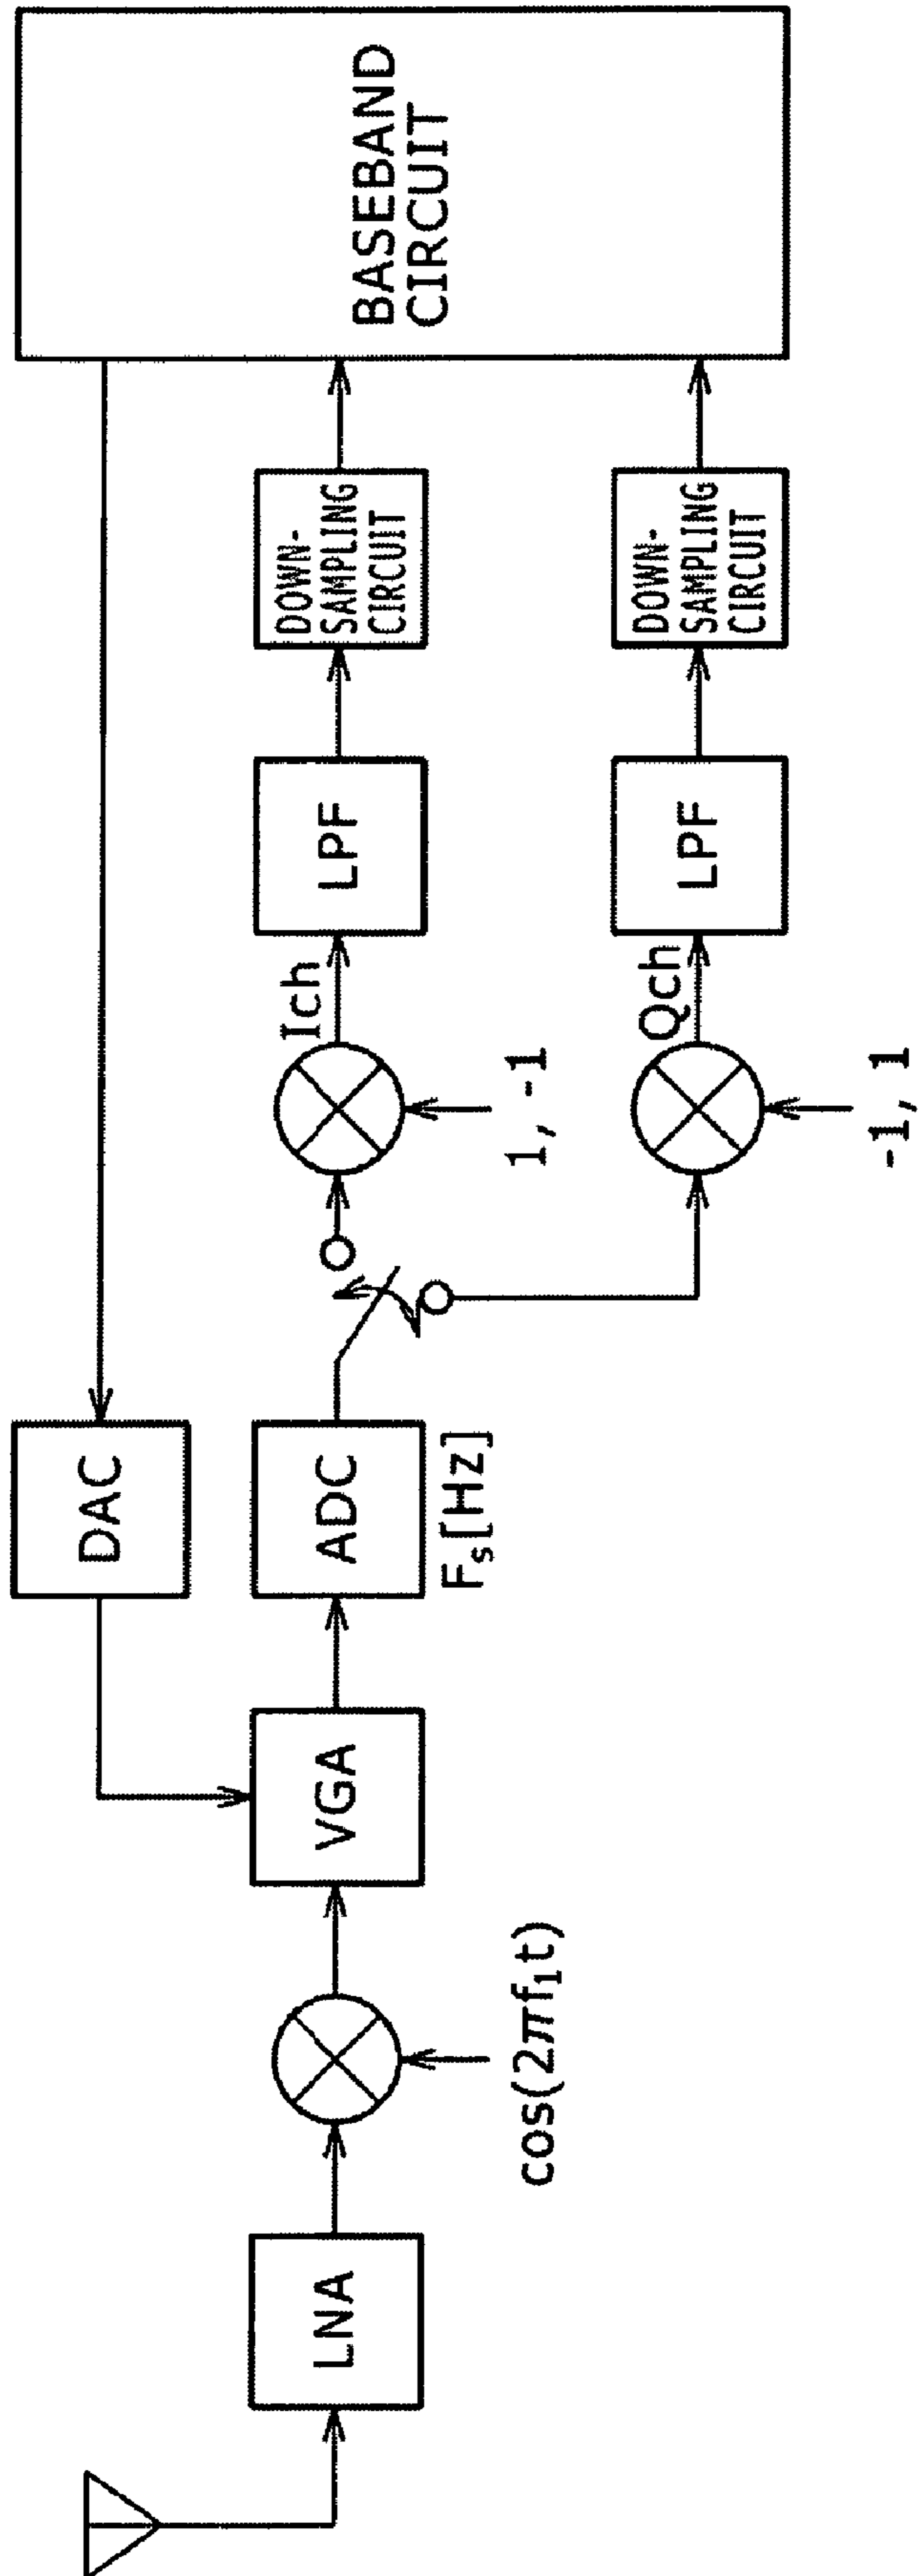 DAC
BASEBAND
CIRCUIT
LNA
VGA
ADC
Ich
LPF
DOWN-
SAMPLING
CIRCUIT
cos(2πf₁t)
Fₛ[Hz]
1, -1
Qch
LPF
DOWN-
SAMPLING
CIRCUIT
-1, 1